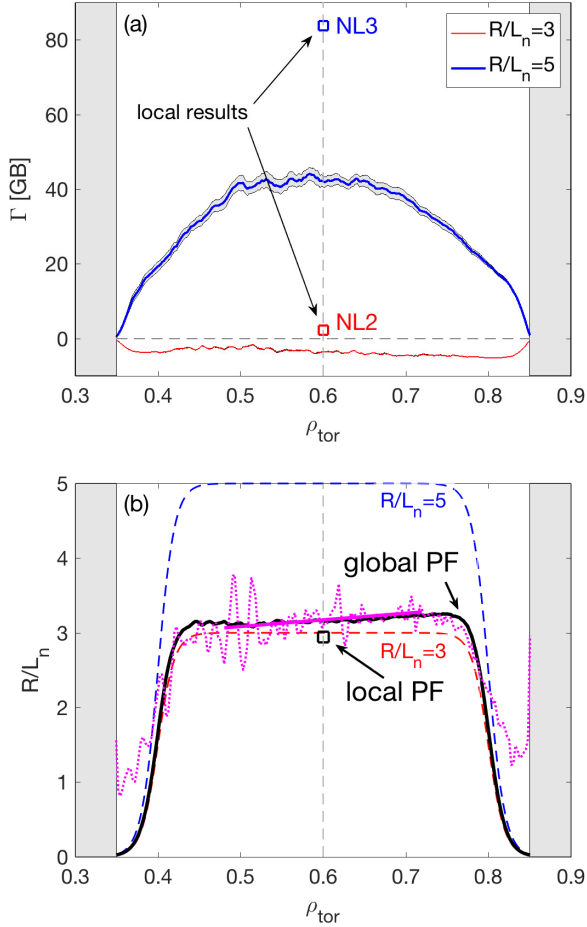 (a)
NL3
R/Lₙ=3
R/Lₙ=5
local results
NL2
Γ [GB]
80
60
40
20
0
0.3 0.4 0.5 0.6 0.7 0.8 0.9
ρtor
(b)
R/Lₙ=5
global PF
R/Lₙ=3
local PF
R/Lₙ
5
4
3
2
1
0
0.3 0.4 0.5 0.6 0.7 0.8 0.9
ρtor